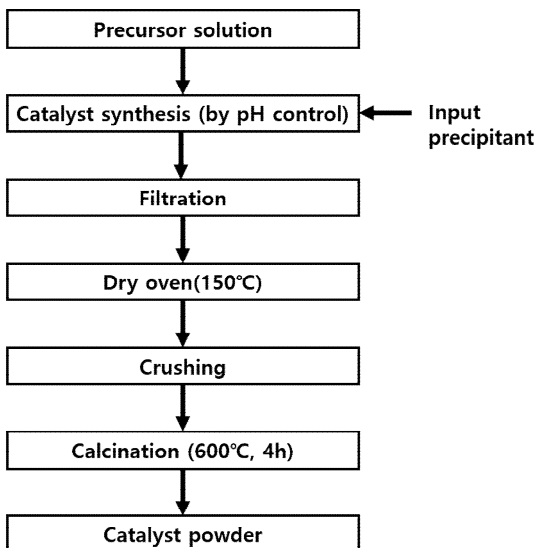 Precursor solution
Catalyst synthesis (by pH control)
Input
precipitant
Filtration
Dry oven(150℃)
Crushing
Calcination (600℃, 4h)
Catalyst powder